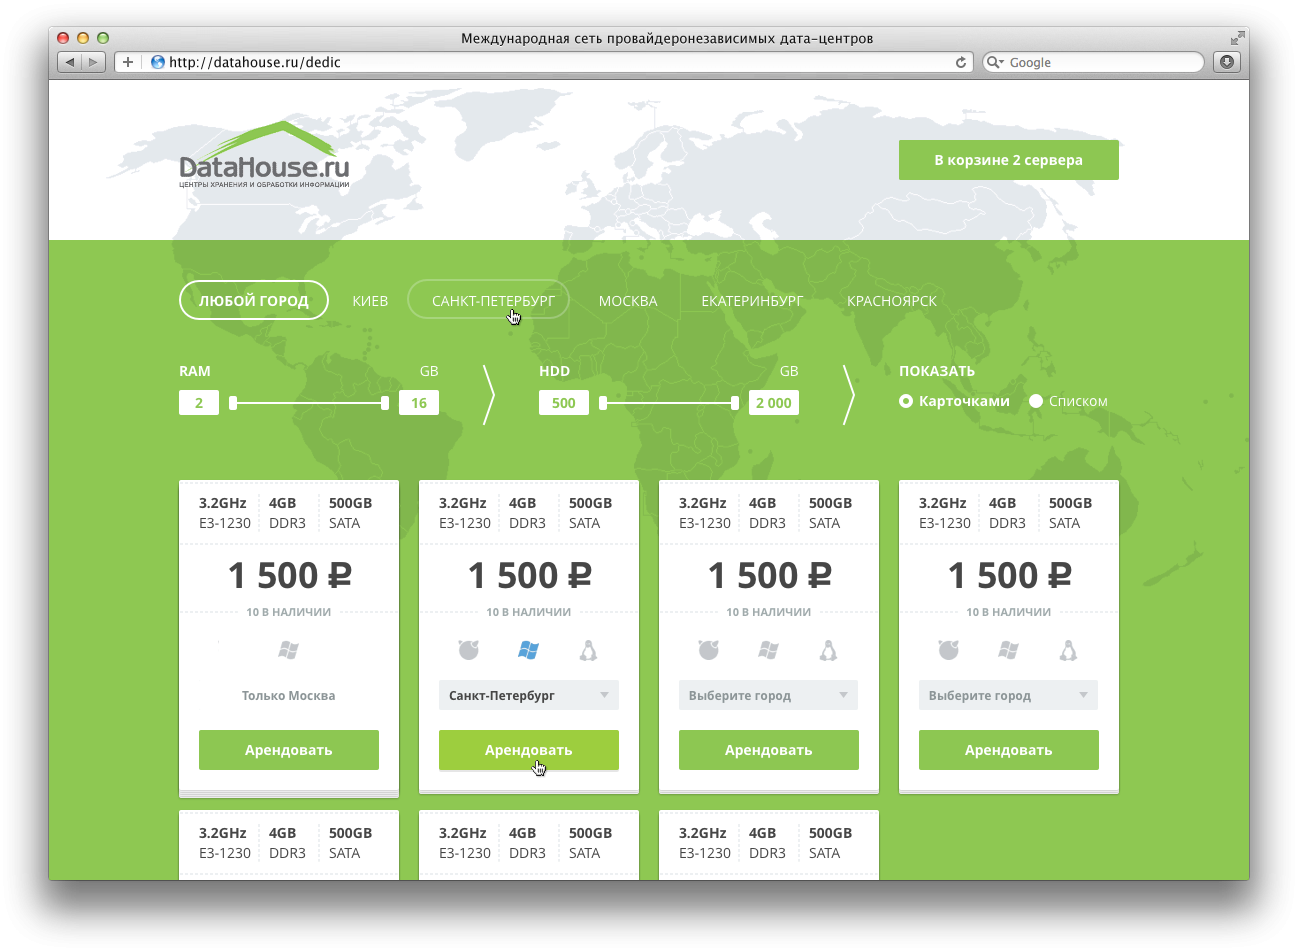 Международная сеть провайдеронезависимых дата-центров
http://datahouse.ru/dedic
Google
DataHouse.ru
ЦЕНТРЫ ХРАНЕНИЯ И ОБРАБОТКИ ИНФОРМАЦИИ
В корзине 2 сервера
ЛЮБОЙ ГОРОД КИЕВ САНКТ-ПЕТЕРБУРГ МОСКВА ЕКАТЕРИНБУРГ КРАСНОЯРСК
RAM GB HDD GB ПОКАЗАТЬ
2 16 500 2 000 Карточками Списком
3.2GHz 4GB 500GB 3.2GHz 4GB 500GB 3.2GHz 4GB 500GB 3.2GHz 4GB 500GB
E3-1230 DDR3 SATA E3-1230 DDR3 SATA E3-1230 DDR3 SATA E3-1230 DDR3 SATA
1 500 ₽ 1 500 ₽ 1 500 ₽ 1 500 ₽
10 В НАЛИЧИИ 10 В НАЛИЧИИ 10 В НАЛИЧИИ 10 В НАЛИЧИИ
Только Москва Санкт-Петербург Выберите город Выберите город
Арендовать Арендовать Арендовать Арендовать
3.2GHz 4GB 500GB 3.2GHz 4GB 500GB 3.2GHz 4GB 500GB
E3-1230 DDR3 SATA E3-1230 DDR3 SATA E3-1230 DDR3 SATA